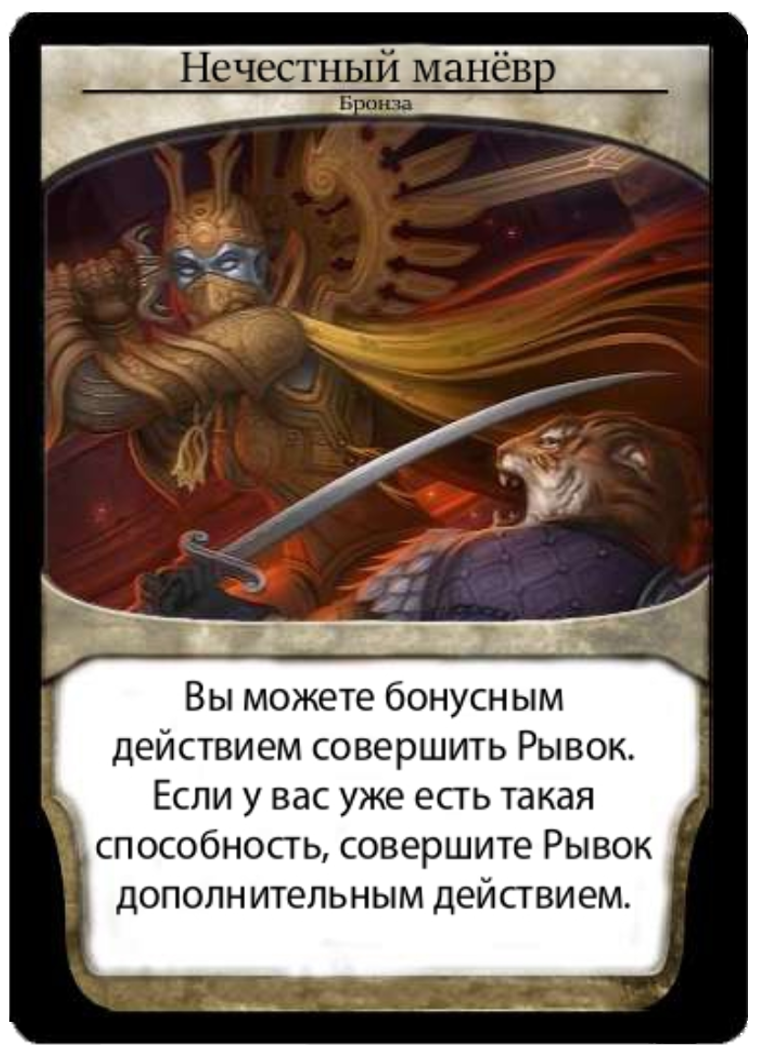 Нечестный манёвр
Бронза
Вы можете бонусным
действием совершить Рывок.
Если у вас уже есть такая
способность, совершите Рывок
дополнительным действием.